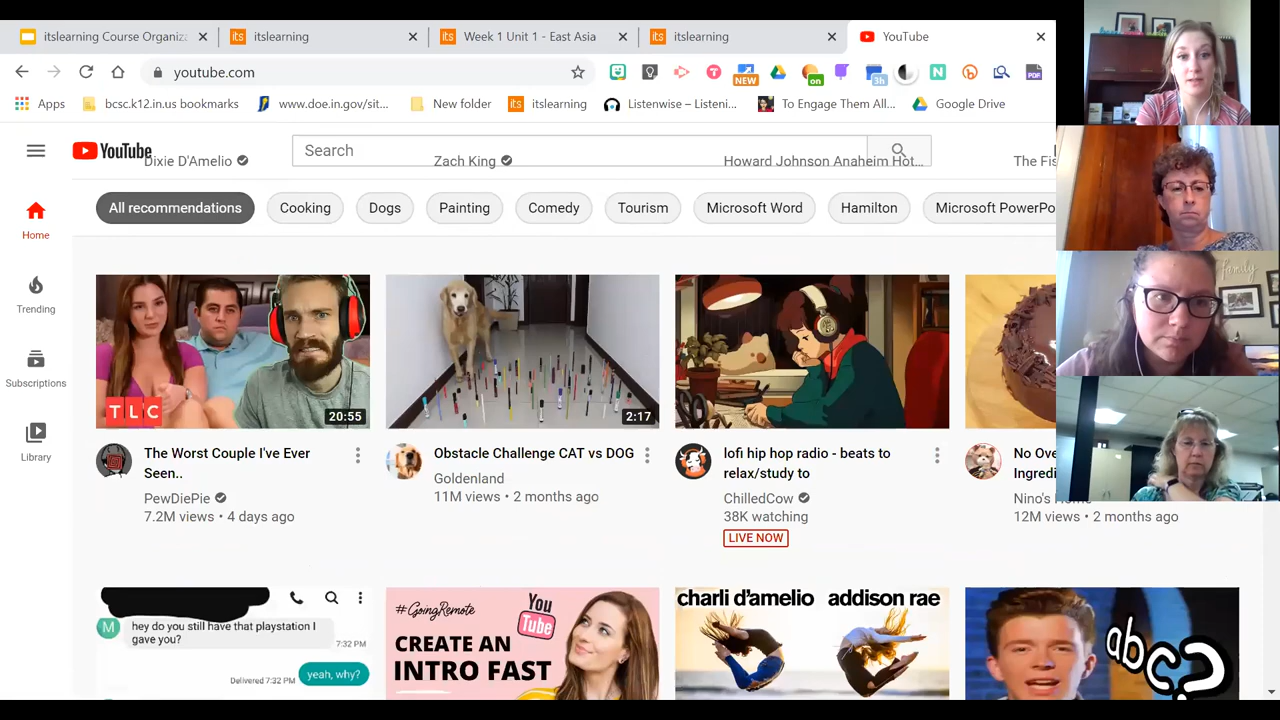 itslearning Course Organiz
itslearning
Week 1 Unit 1 - East Asia
itslearning
YouTube
youtube.com
NEW
on
3h
N
PDF
Apps
bcsc.k12.in.us bookmarks
www.doe.in.gov/sit...
New folder
its
itslearning
Listenwise – Listeni...
To Engage Them All...
Google Drive
YouTube
Dixie D'Amelio
Search
Zach King
Howard Johnson Anaheim Hot...
The Fis
All recommendations
Cooking
Dogs
Painting
Comedy
Tourism
Microsoft Word
Hamilton
Microsoft PowerPo
Home
Trending
Subscriptions
Library
family
TLC
20:55
2:17
The Worst Couple I've Ever
Seen..
PewDiePie
7.2M views • 4 days ago
Obstacle Challenge CAT vs DOG
Goldenland
11M views • 2 months ago
lofi hip hop radio - beats to
relax/study to
ChilledCow
38K watching
LIVE NOW
No Ove
Ingredi
Nino's Home
12M views • 2 months ago
M
hey do you still have that playstation I
gave you?
7:32 PM
Delivered 7:32 PM
yeah, why?
#GoingRemote
You
Tube
CREATE AN
INTRO FAST
charli d'amelio addison rae
abc?